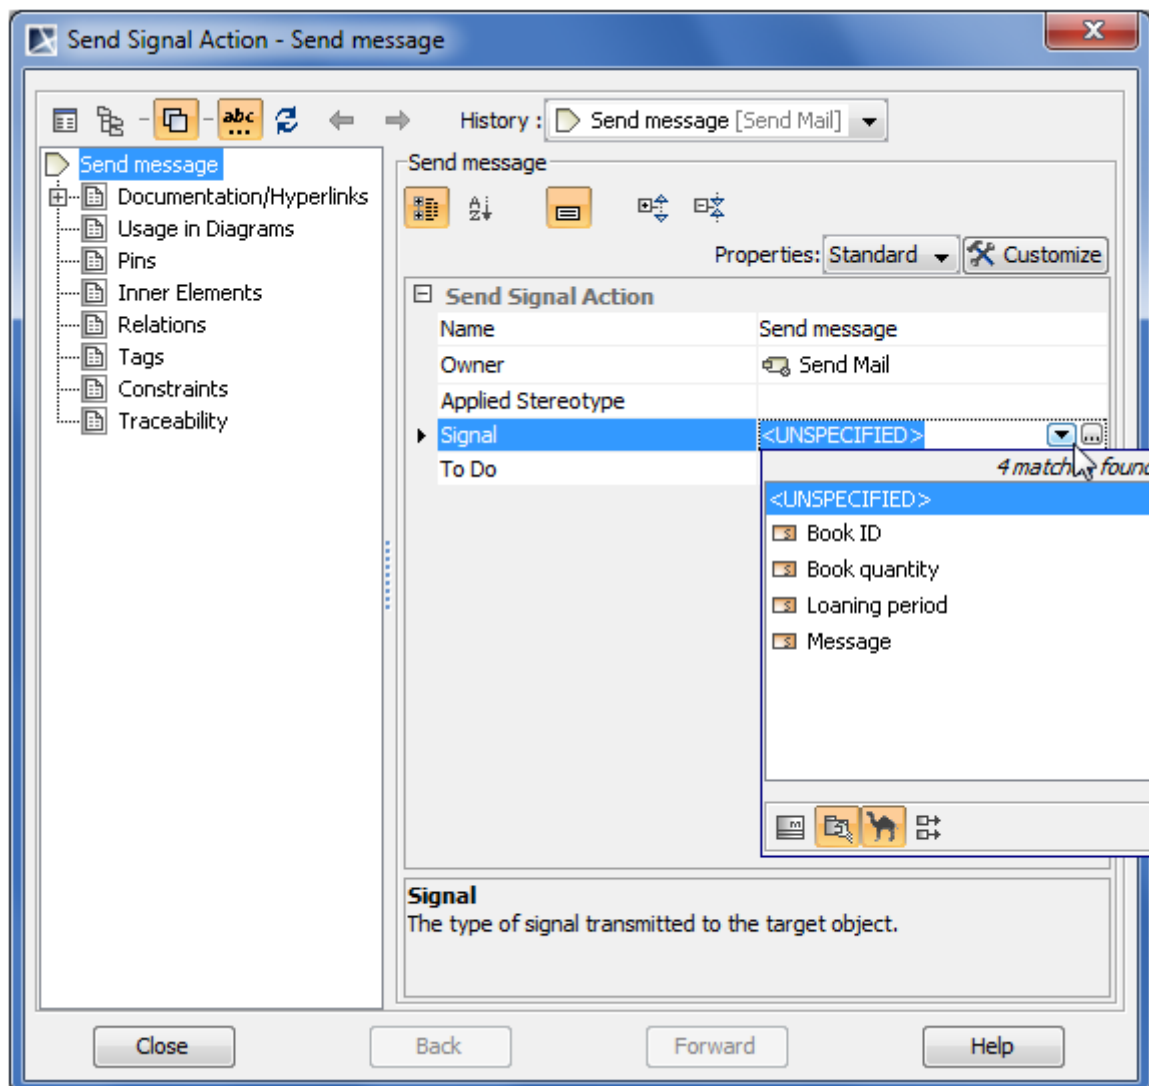 Send Signal Action - Send message
History : Send message [Send Mail]
Send message
Documentation/Hyperlinks
Usage in Diagrams
Pins
Inner Elements
Relations
Tags
Constraints
Traceability
Send message
Properties: Standard Customize
Send Signal Action
Name Send message
Owner Send Mail
Applied Stereotype
Signal <UNSPECIFIED>
To Do
4 found
<UNSPECIFIED>
Book ID
Book quantity
Loaning period
Message
Signal
The type of signal transmitted to the target object.
Close Back Forward Help